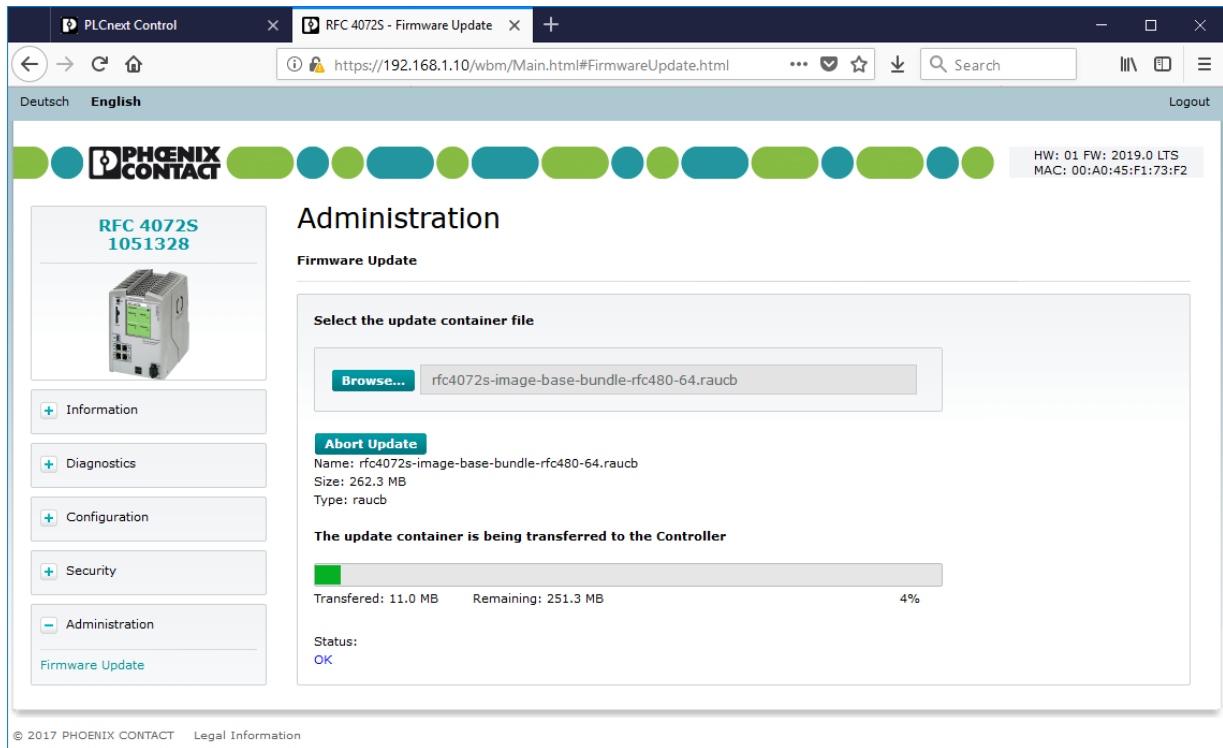 PLCnext Control
RFC 4072S - Firmware Update
https://192.168.1.10/wbm/Main.html#FirmwareUpdate.html
Search
Deutsch English
Logout
PHŒNIX
CONTACT
HW: 01 FW: 2019.0 LTS
MAC: 00:A0:45:F1:73:F2
RFC 4072S
1051328
Information
Diagnostics
Configuration
Security
Administration
Firmware Update
Administration
Firmware Update
Select the update container file
Browse... rfc4072s-image-base-bundle-rfc480-64.raucb
Abort Update
Name: rfc4072s-image-base-bundle-rfc480-64.raucb
Size: 262.3 MB
Type: raucb
The update container is being transferred to the Controller
Transfered: 11.0 MB Remaining: 251.3 MB 4%
Status:
OK
© 2017 PHOENIX CONTACT Legal Information